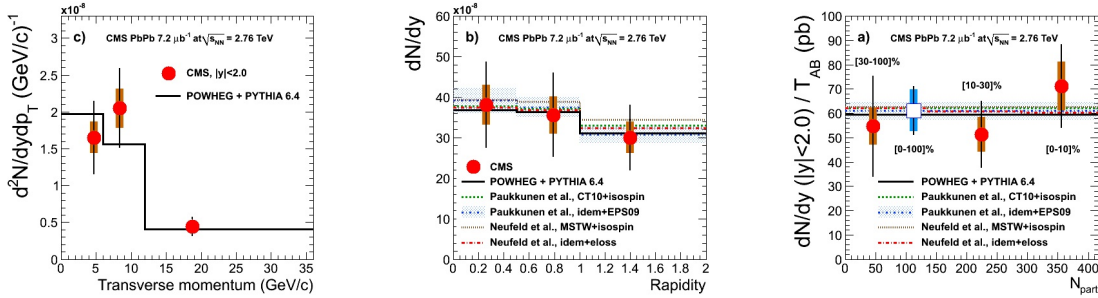 ×10⁻⁸
c) CMS PbPb 7.2 μb⁻¹ at √sNN = 2.76 TeV
CMS, |y|<2.0
POWHEG + PYTHIA 6.4
d²N/dydpT (GeV/c)⁻¹
3
2.5
2
1.5
1
0.5
0
0 5 10 15 20 25 30 35
Transverse momentum (GeV/c)
×10⁻⁸
b) CMS PbPb 7.2 μb⁻¹ at √sNN = 2.76 TeV
dN/dy
60
50
40
30
20
10
0
CMS
POWHEG + PYTHIA 6.4
Paukkunen et al., CT10+isospin
Paukkunen et al., idem+EPS09
Neufeld et al., MSTW+isospin
Neufeld et al., idem+eloss
0 0.2 0.4 0.6 0.8 1 1.2 1.4 1.6 1.8 2
Rapidity
a) CMS PbPb 7.2 μb⁻¹ at √sNN = 2.76 TeV
dN/dy (|y|<2.0) / TAB (pb)
100
90
80
70
60
50
40
30
20
10
0
[30-100]%
[10-30]%
[0-100]%
[0-10]%
POWHEG + PYTHIA 6.4
Paukkunen et al., CT10+isospin
Paukkunen et al., idem+EPS09
Neufeld et al., MSTW+isospin
Neufeld et al., idem+eloss
0 50 100 150 200 250 300 350 400
Npart